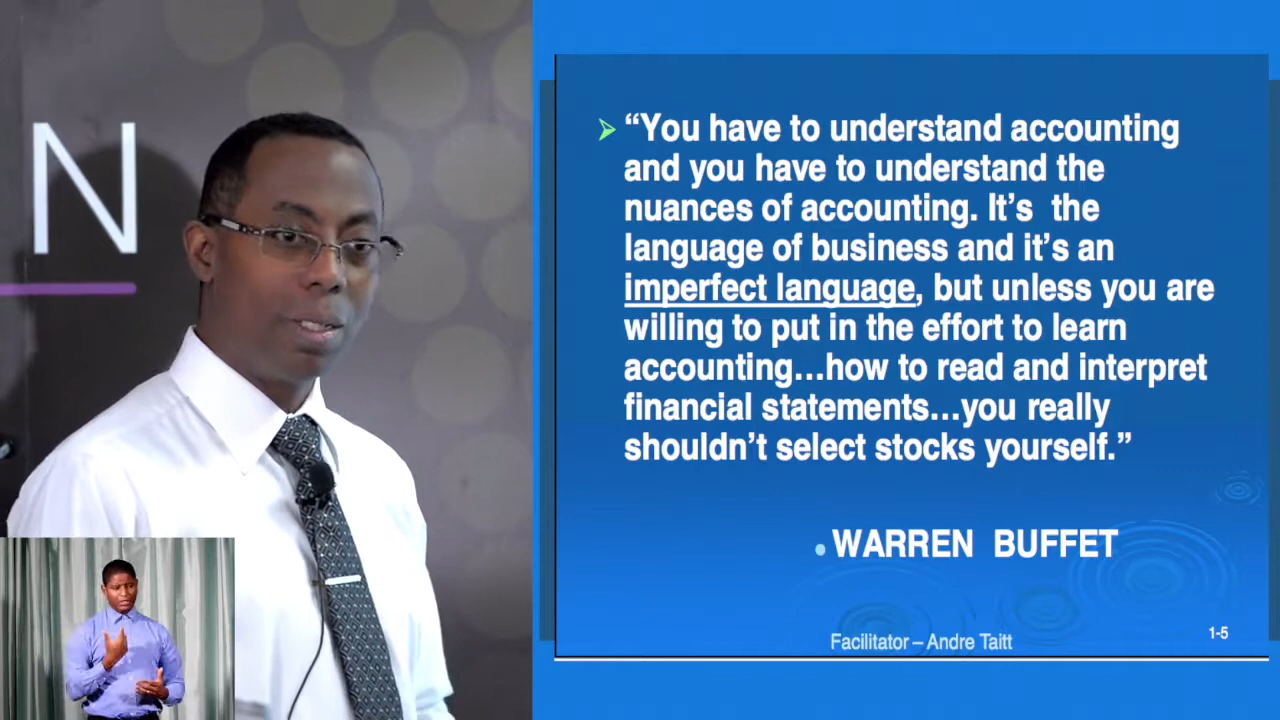 N
“You have to understand accounting
and you have to understand the
nuances of accounting. It’s the
language of business and it’s an
imperfect language, but unless you are
willing to put in the effort to learn
accounting…how to read and interpret
financial statements…you really
shouldn’t select stocks yourself.”
WARREN BUFFET
Facilitator – Andre Taitt
1-5